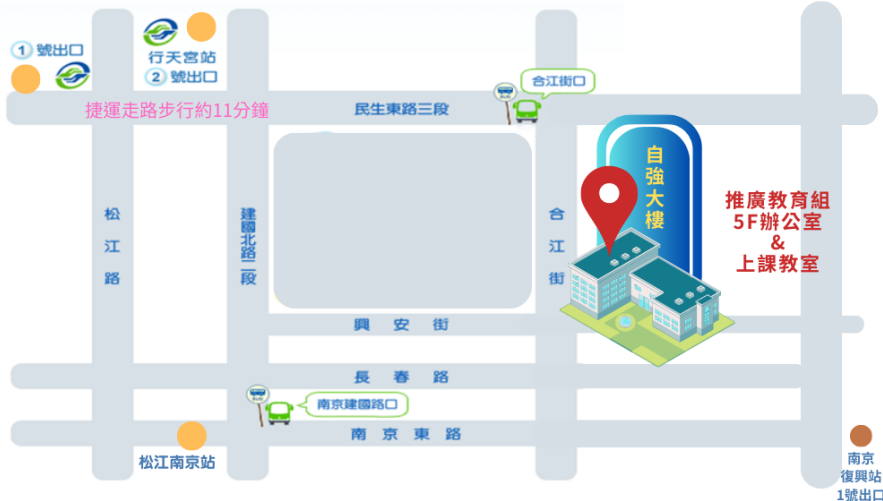 1 號出口
行天宮站
2 號出口
捷運走路步行約11分鐘
民生東路三段
合江街口
松江路
建國北路二段
合江街
自強大樓
推廣教育組
5F辦公室
&
上課教室
興安街
長春路
南京建國路口
南京東路
松江南京站
南京
復興站
1號出口